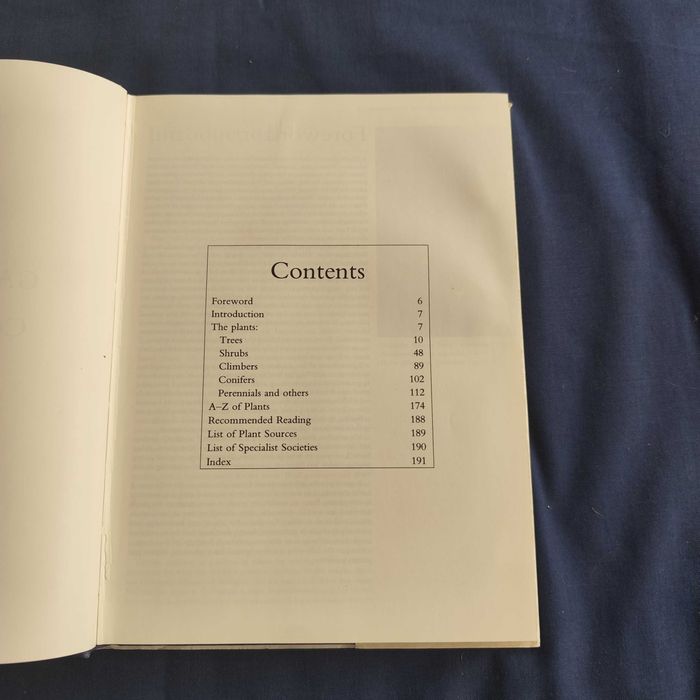 Contents
Foreword 6
Introduction 7
The plants: 7
Trees 10
Shrubs 48
Climbers 89
Conifers 102
Perennials and others 112
A–Z of Plants 174
Recommended Reading 188
List of Plant Sources 189
List of Specialist Societies 190
Index 191